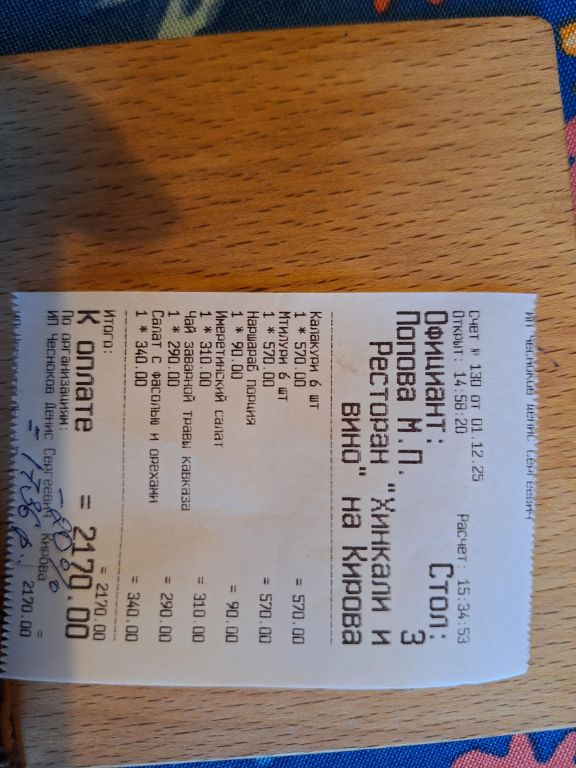 ИП Чесноков Денис Сергеевич
Счет № 130 от 01.12.25
Открыт: 14:58:20 Расчет: 15:34:53
Официант: Стол:
Попова М.П. 3
Ресторан "Хинкали и
вино" на Кирова
Калакури 6 шт
1 * 570.00 = 570.00
Мтилури 6 шт
1 * 570.00 = 570.00
Наршараб порция
1 * 90.00 = 90.00
Имеретинский салат
1 * 310.00 = 310.00
Чай заварной травы кавказа
1 * 290.00 = 290.00
Салат с фасолью и орехами
1 * 340.00 = 340.00
Итого: = 2170.00
К оплате = 2170.00
По организациям:
ИП Чесноков Денис Сергеевич Кирова =
2170.00
-20%
= 1736 р.